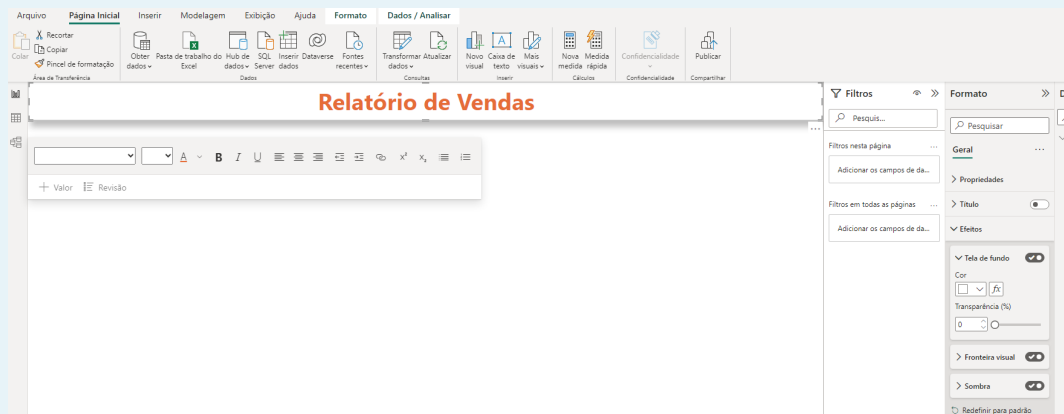 Arquivo Página Inicial Inserir Modelagem Exibição Ajuda Formato Dados / Analisar
Colar
Recortar
Copiar
Pincel de formatação
Área de Transferência
Obter dados
Pasta de trabalho do Excel
Hub de dados
SQL Server
Inserir dados
Dataverse
Fontes recentes
Dados
Transformar dados
Atualizar
Consultas
Novo visual
Caixa de texto
Mais visuais
Inserir
Nova medida
Medida rápida
Cálculos
Confidencialidade
Confidencialidade
Publicar
Compartilhar
Relatório de Vendas
A B I U
x² x₂
Valor Revisão
Filtros
Pesquis...
Filtros nesta página ...
Adicionar os campos de da...
Filtros em todas as páginas ...
Adicionar os campos de da...
Formato
Pesquisar
Geral ...
Propriedades
Título
Efeitos
Tela de fundo
Cor
fx
Transparência (%)
0
Fronteira visual
Sombra
Redefinir para padrão
D